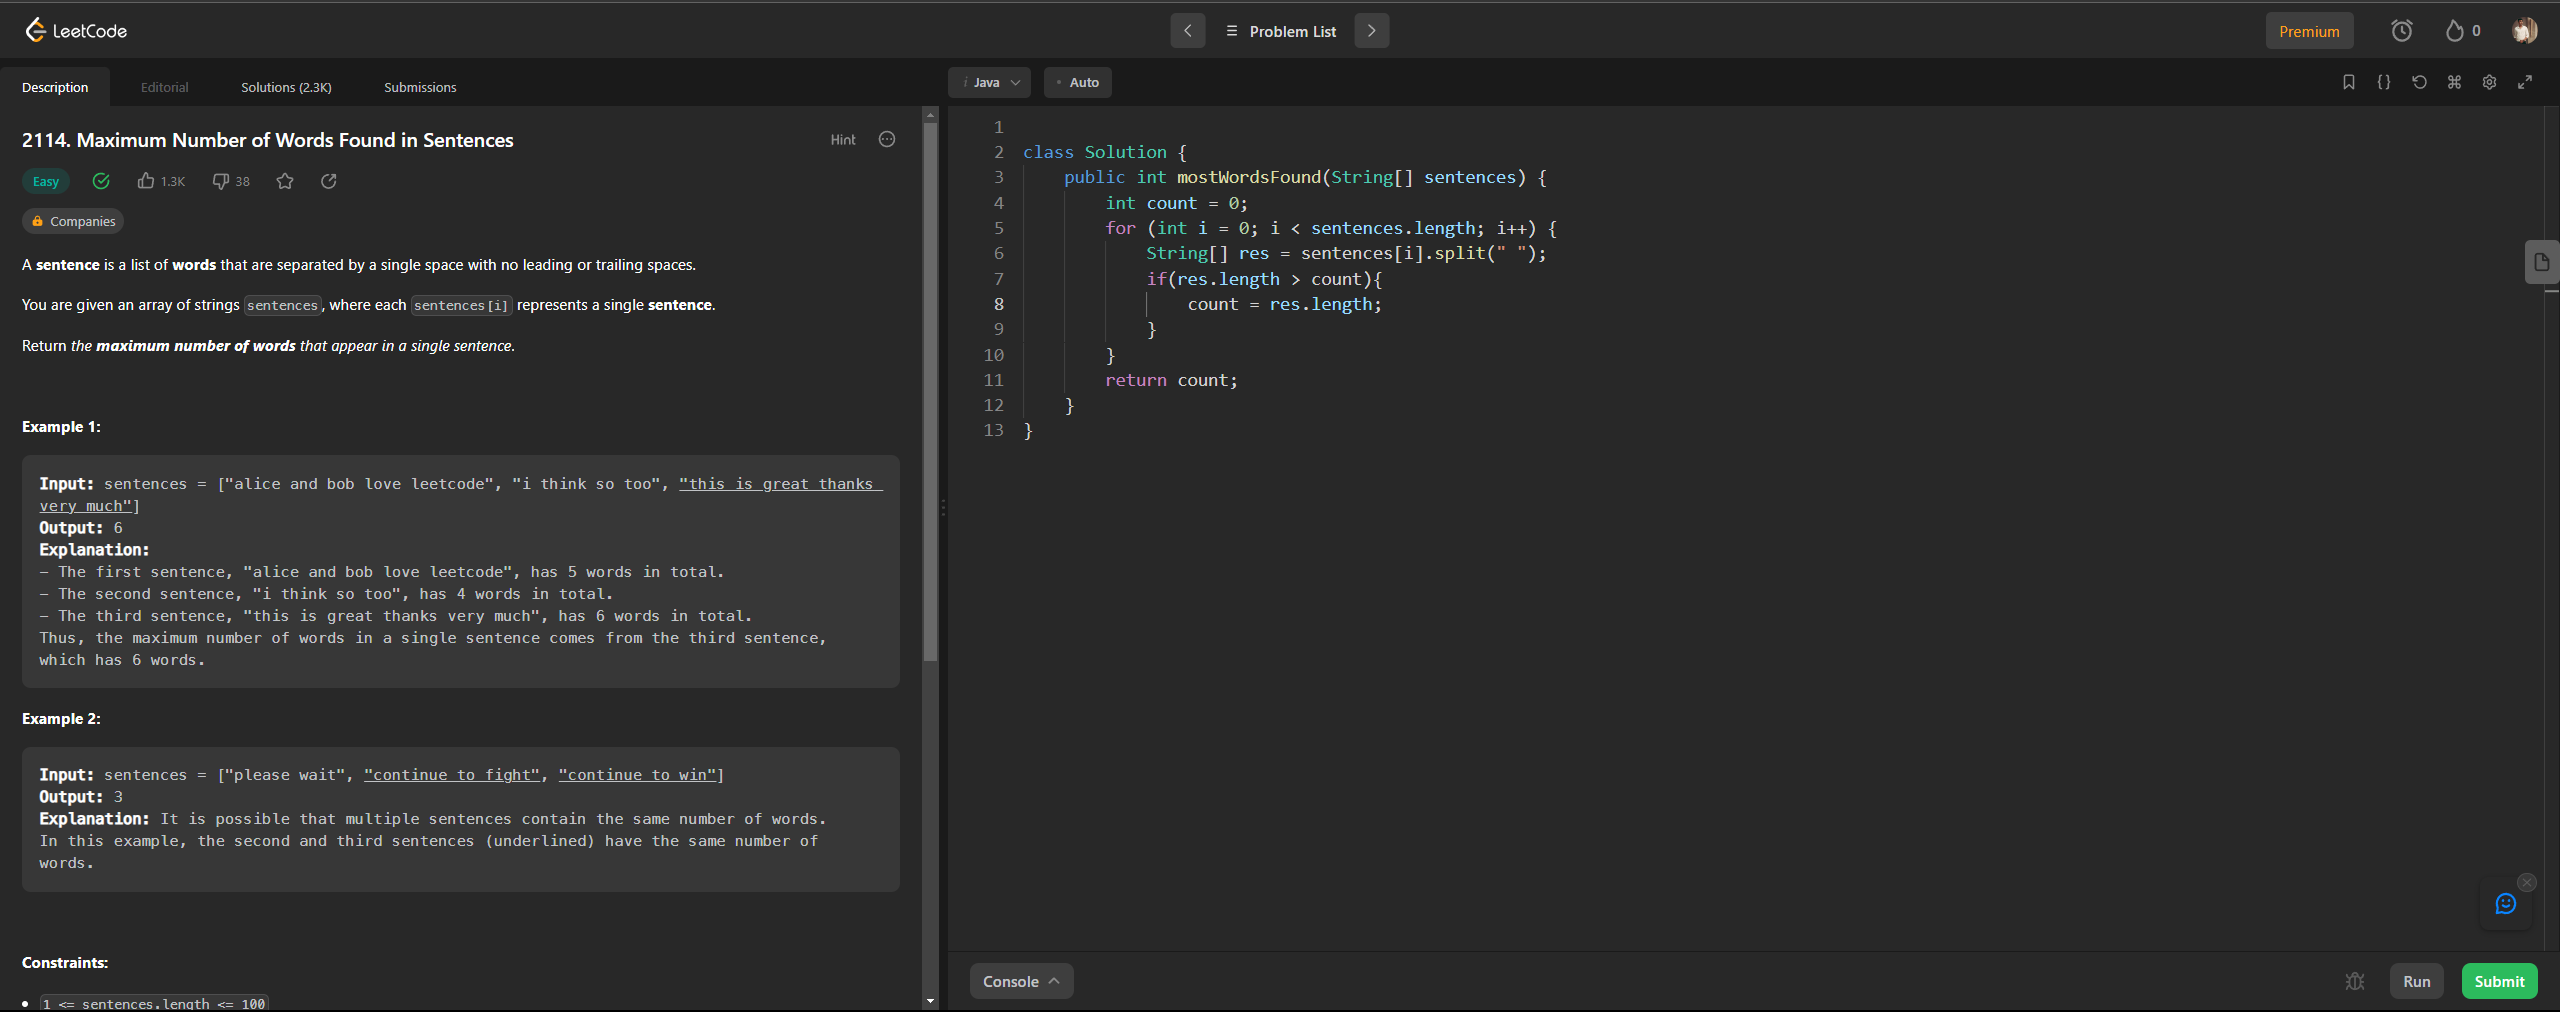 LeetCode
Problem List
Premium
0
Description
Editorial
Solutions (2.3K)
Submissions
2114. Maximum Number of Words Found in Sentences
Hint
Easy
1.3K
38
Companies
A sentence is a list of words that are separated by a single space with no leading or trailing spaces.
You are given an array of strings sentences, where each sentences[i] represents a single sentence.
Return the maximum number of words that appear in a single sentence.
Example 1:
Input: sentences = ["alice and bob love leetcode", "i think so too", "this is great thanks
very much"]
Output: 6
Explanation:
- The first sentence, "alice and bob love leetcode", has 5 words in total.
- The second sentence, "i think so too", has 4 words in total.
- The third sentence, "this is great thanks very much", has 6 words in total.
Thus, the maximum number of words in a single sentence comes from the third sentence,
which has 6 words.
Example 2:
Input: sentences = ["please wait", "continue to fight", "continue to win"]
Output: 3
Explanation: It is possible that multiple sentences contain the same number of words.
In this example, the second and third sentences (underlined) have the same number of
words.
Constraints:
• 1 <= sentences.length <= 100
i Java
• Auto
{}
1
2 class Solution {
3     public int mostWordsFound(String[] sentences) {
4         int count = 0;
5         for (int i = 0; i < sentences.length; i++) {
6             String[] res = sentences[i].split(" ");
7             if(res.length > count){
8                 count = res.length;
9             }
10         }
11         return count;
12     }
13 }
Console
Run
Submit